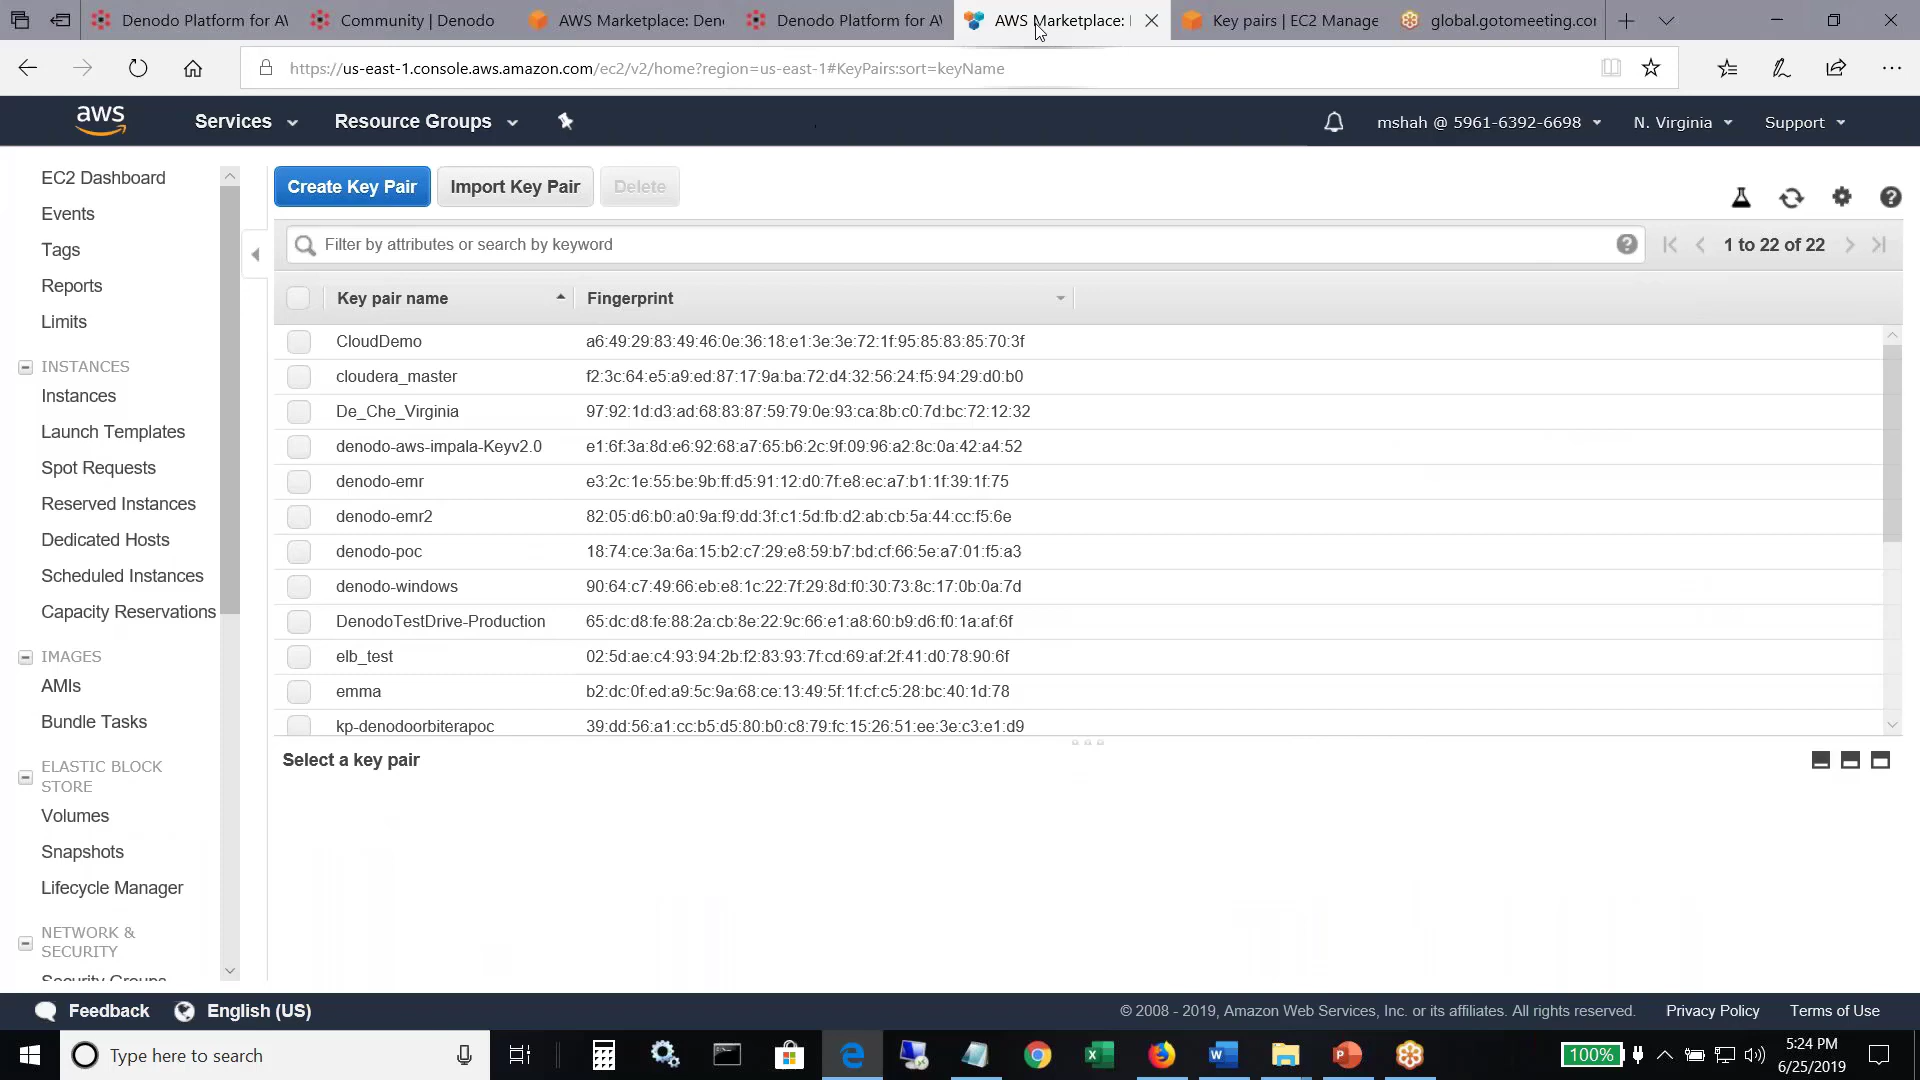 Denodo Platform for AV
Community | Denodo
AWS Marketplace: Den
Denodo Platform for AV
AWS Marketplace:
Key pairs | EC2 Manage
global.gotomeeting.co
https://us-east-1.console.aws.amazon.com/ec2/v2/home?region=us-east-1#KeyPairs:sort=keyName
aws
Services
Resource Groups
mshah @ 5961-6392-6698
N. Virginia
Support
EC2 Dashboard
Events
Tags
Reports
Limits
INSTANCES
Instances
Launch Templates
Spot Requests
Reserved Instances
Dedicated Hosts
Scheduled Instances
Capacity Reservations
IMAGES
AMIs
Bundle Tasks
ELASTIC BLOCK
STORE
Volumes
Snapshots
Lifecycle Manager
NETWORK &
SECURITY
Security Groups
Create Key Pair
Import Key Pair
Delete
Filter by attributes or search by keyword
1 to 22 of 22
Key pair name
Fingerprint
CloudDemo a6:49:29:83:49:46:0e:36:18:e1:3e:3e:72:1f:95:85:83:85:70:3f
cloudera_master f2:3c:64:e5:a9:ed:87:17:9a:ba:72:d4:32:56:24:f5:94:29:d0:b0
De_Che_Virginia 97:92:1d:d3:ad:68:83:87:59:79:0e:93:ca:8b:c0:7d:bc:72:12:32
denodo-aws-impala-Keyv2.0 e1:6f:3a:8d:e6:92:68:a7:65:b6:2c:9f:09:96:a2:8c:0a:42:a4:52
denodo-emr e3:2c:1e:55:be:9b:ff:d5:91:12:d0:7f:e8:ec:a7:b1:1f:39:1f:75
denodo-emr2 82:05:d6:b0:a0:9a:f9:dd:3f:c1:5d:fb:d2:ab:cb:5a:44:cc:f5:6e
denodo-poc 18:74:ce:3a:6a:15:b2:c7:29:e8:59:b7:bd:cf:66:5e:a7:01:f5:a3
denodo-windows 90:64:c7:49:66:eb:e8:1c:22:7f:29:8d:f0:30:73:8c:17:0b:0a:7d
DenodoTestDrive-Production 65:dc:d8:fe:88:2a:cb:8e:22:9c:66:e1:a8:60:b9:d6:f0:1a:af:6f
elb_test 02:5d:ae:c4:93:94:2b:f2:83:93:7f:cd:69:af:2f:41:d0:78:90:6f
emma b2:dc:0f:ed:a9:5c:9a:68:ce:13:49:5f:1f:cf:c5:28:bc:40:1d:78
kp-denodoorbiterapoc 39:dd:56:a1:cc:b5:d5:80:b0:c8:79:fc:15:26:51:ee:3e:c3:e1:d9
Select a key pair
Feedback
English (US)
© 2008 - 2019, Amazon Web Services, Inc. or its affiliates. All rights reserved.
Privacy Policy
Terms of Use
Type here to search
100%
5:24 PM
6/25/2019